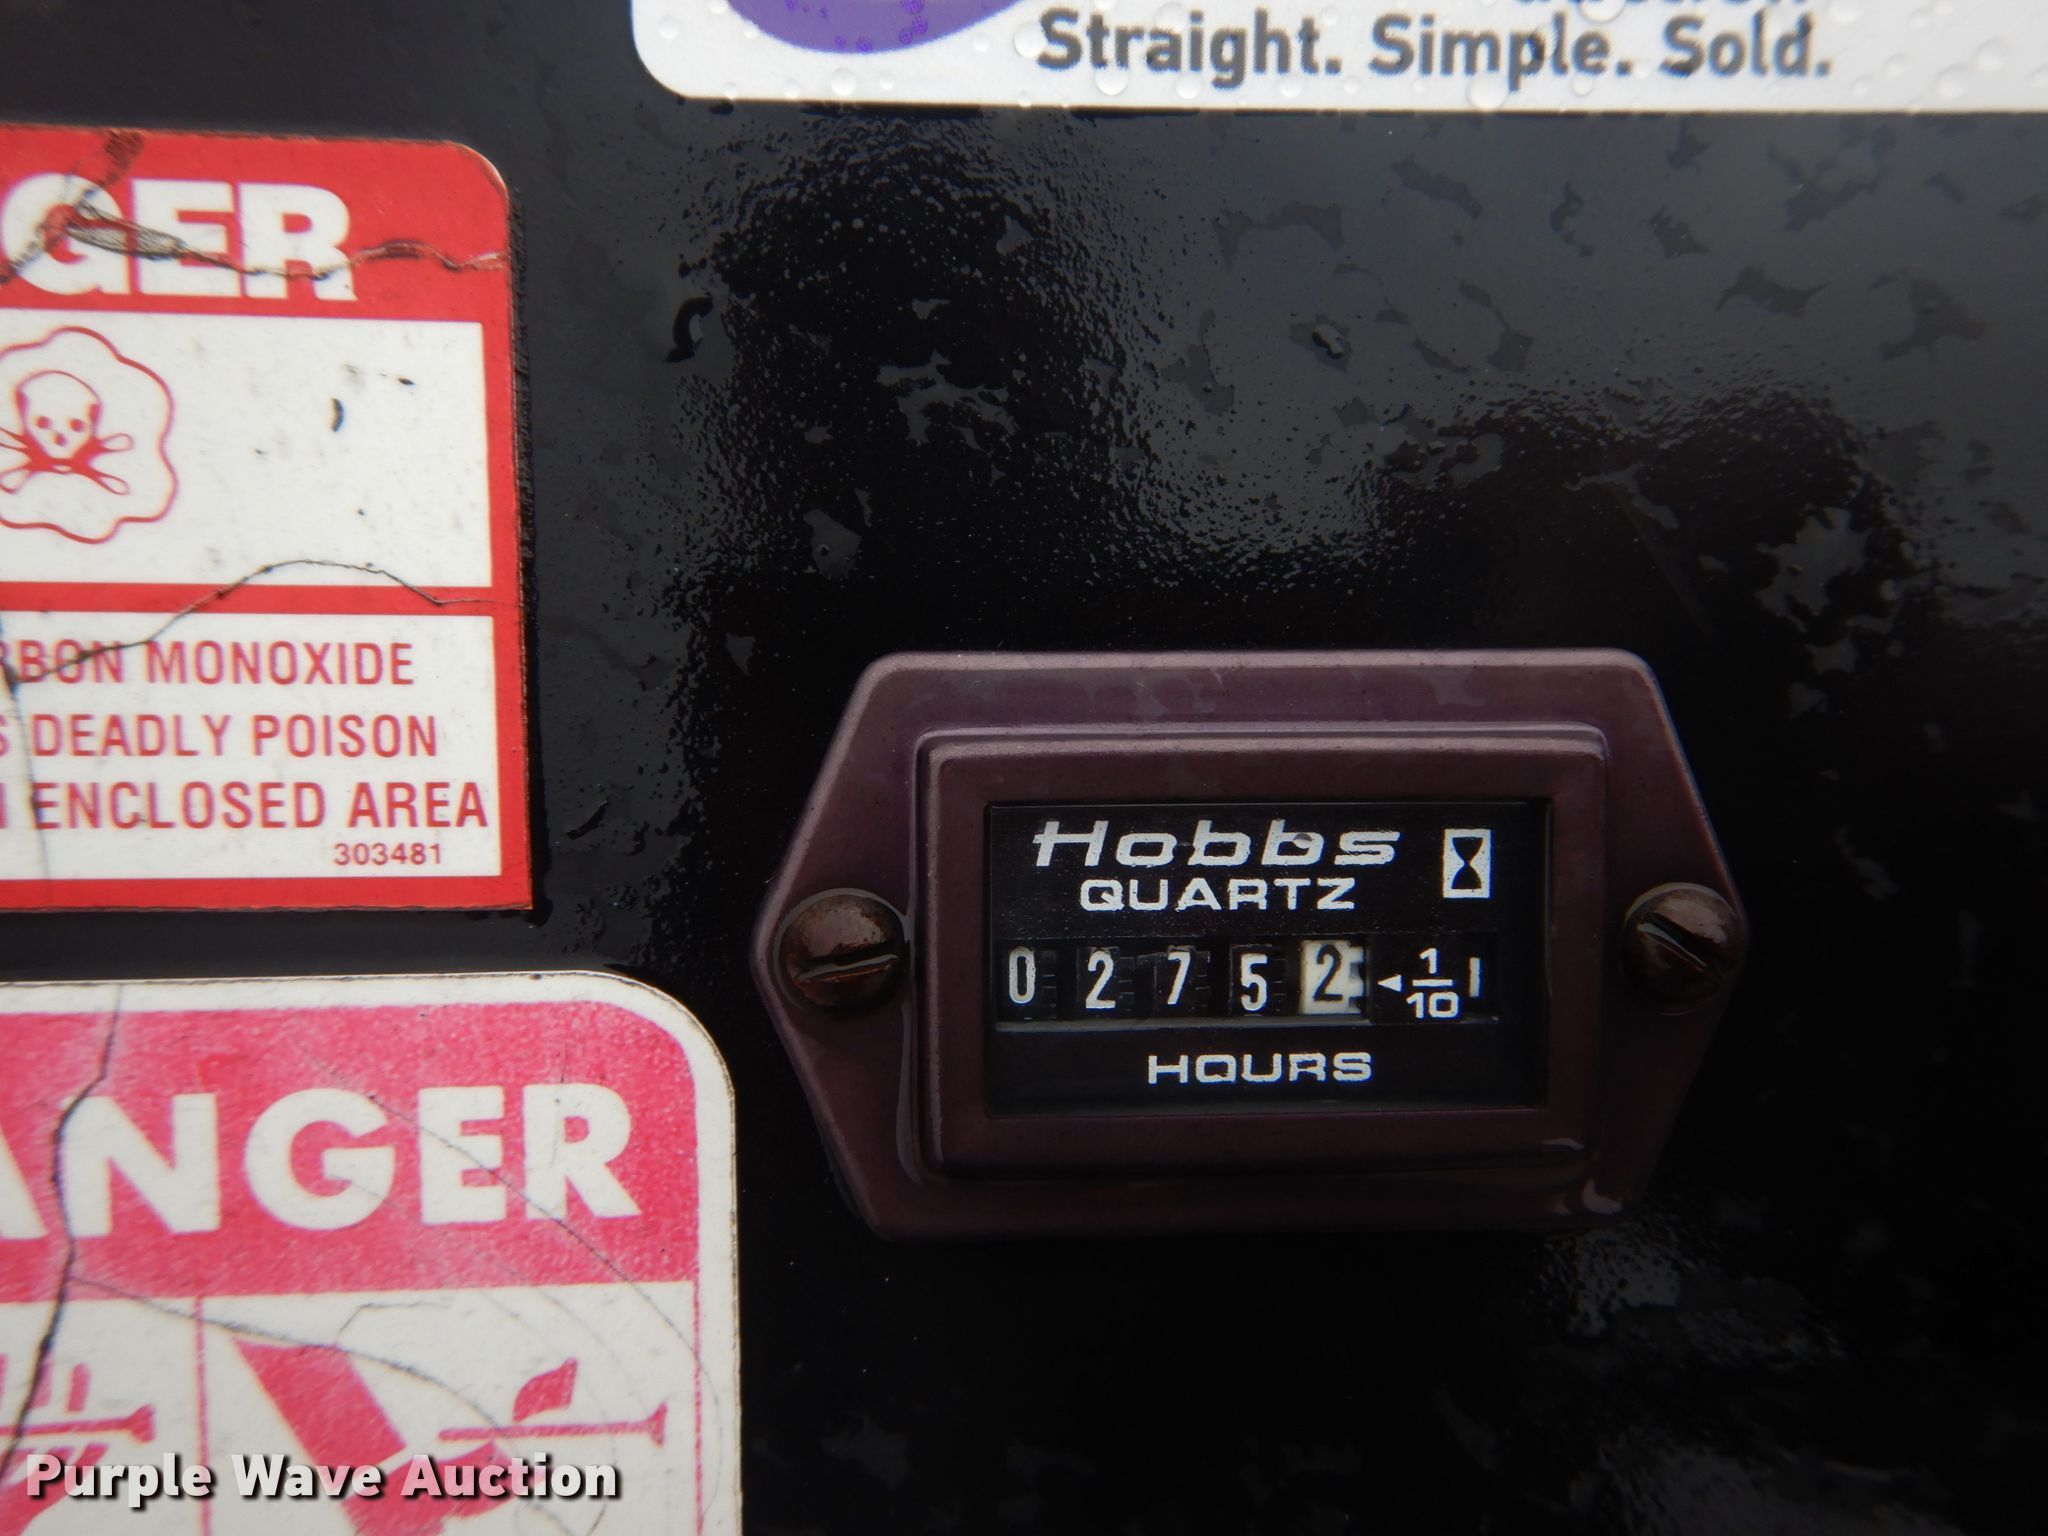 Straight. Simple. Sold.
GER
BON MONOXIDE
DEADLY POISON
ENCLOSED AREA
303481
Hobbs
QUARTZ
0 2 7 5 2 1/10
HOURS
ANGER
Purple Wave Auction